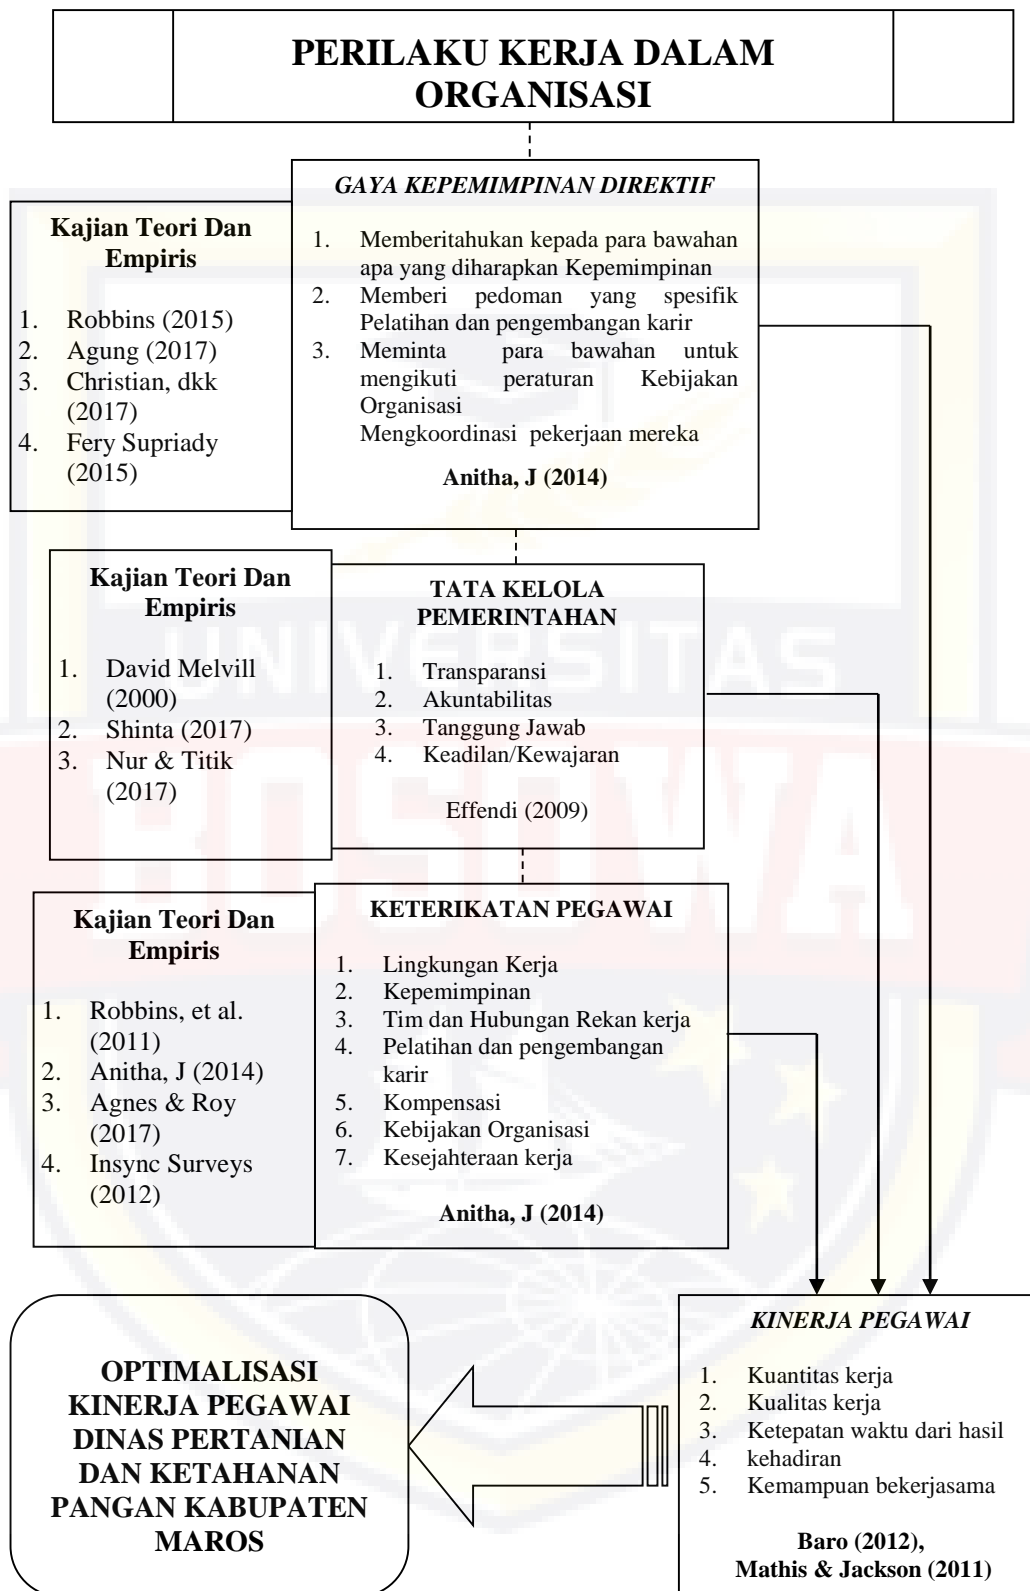 PERILAKU KERJA DALAM
ORGANISASI
GAYA KEPEMIMPINAN DIREKTIF
1. Memberitahukan kepada para bawahan
apa yang diharapkan Kepemimpinan
2. Memberi pedoman yang spesifik
Pelatihan dan pengembangan karir
3. Meminta para bawahan untuk
mengikuti peraturan Kebijakan
Organisasi
Mengkoordinasi pekerjaan mereka
Anitha, J (2014)
Kajian Teori Dan
Empiris
1. Robbins (2015)
2. Agung (2017)
3. Christian, dkk
(2017)
4. Fery Supriady
(2015)
Kajian Teori Dan
Empiris
1. David Melvill
(2000)
2. Shinta (2017)
3. Nur & Titik
(2017)
TATA KELOLA
PEMERINTAHAN
1. Transparansi
2. Akuntabilitas
3. Tanggung Jawab
4. Keadilan/Kewajaran
Effendi (2009)
Kajian Teori Dan
Empiris
1. Robbins, et al.
(2011)
2. Anitha, J (2014)
3. Agnes & Roy
(2017)
4. Insync Surveys
(2012)
KETERIKATAN PEGAWAI
1. Lingkungan Kerja
2. Kepemimpinan
3. Tim dan Hubungan Rekan kerja
4. Pelatihan dan pengembangan
karir
5. Kompensasi
6. Kebijakan Organisasi
7. Kesejahteraan kerja
Anitha, J (2014)
KINERJA PEGAWAI
1. Kuantitas kerja
2. Kualitas kerja
3. Ketepatan waktu dari hasil
4. kehadiran
5. Kemampuan bekerjasama
Baro (2012),
Mathis & Jackson (2011)
OPTIMALISASI
KINERJA PEGAWAI
DINAS PERTANIAN
DAN KETAHANAN
PANGAN KABUPATEN
MAROS
UNIVERSITAS
BOSOWA